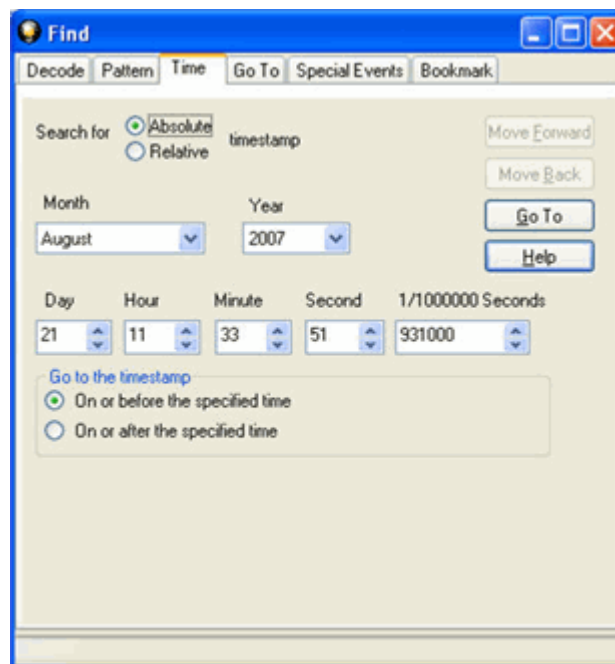 Find
Decode Pattern Time Go To Special Events Bookmark
Search for Absolute timestamp
Relative
Move Forward
Move Back
Month Year
Go To
August 2007
Help
Day Hour Minute Second 1/1000000 Seconds
21 11 33 51 931000
Go to the timestamp
On or before the specified time
On or after the specified time